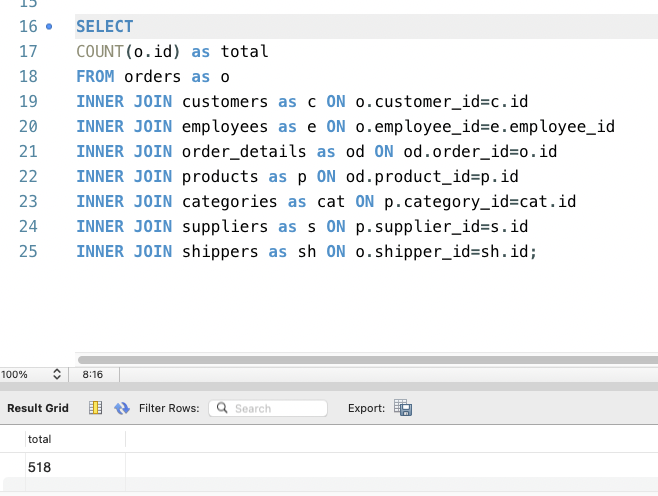 15
16 SELECT
17 COUNT(o.id) as total
18 FROM orders as o
19 INNER JOIN customers as c ON o.customer_id=c.id
20 INNER JOIN employees as e ON o.employee_id=e.employee_id
21 INNER JOIN order_details as od ON od.order_id=o.id
22 INNER JOIN products as p ON od.product_id=p.id
23 INNER JOIN categories as cat ON p.category_id=cat.id
24 INNER JOIN suppliers as s ON p.supplier_id=s.id
25 INNER JOIN shippers as sh ON o.shipper_id=sh.id;
100% 8:16
Result Grid Filter Rows: Search Export:
total
518